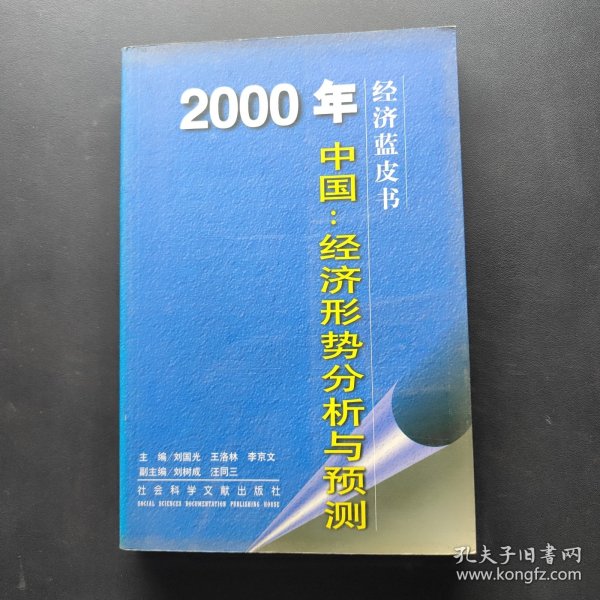 经济蓝皮书
2000年
中国：经济形势分析与预测
主 编/刘国光 王洛林 李京文
副主编/刘树成 汪同三
社会科学文献出版社
SOCIAL SCIENCES DOCUMENTATION PUBLISHING HOUSE
孔夫子旧书网
www.kongfz.com